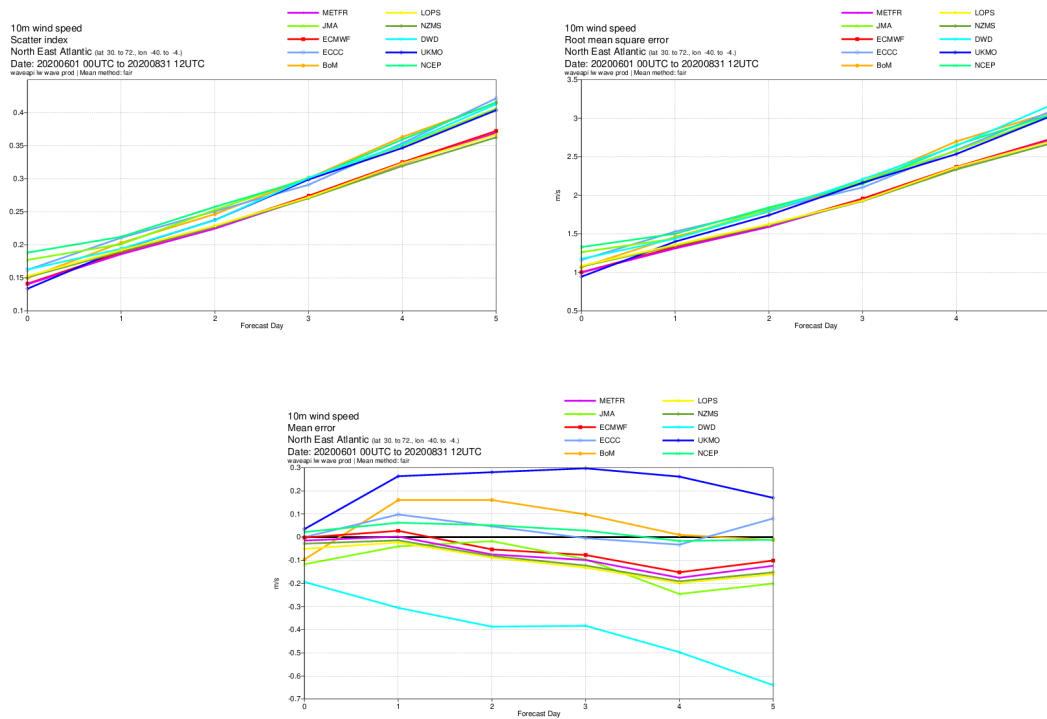 10m wind speed
Scatter index
North East Atlantic (lat 30. to 72., lon -40. to -4.)
Date: 20200601 00UTC to 20200831 12UTC
waveapi lw wave prod | Mean method: fair
METFR
JMA
ECMWF
ECCC
BoM
LOPS
NZMS
DWD
UKMO
NCEP
0.4
0.35
0.3
0.25
0.2
0.15
0.1
0 1 2 3 4 5
Forecast Day
10m wind speed
Root mean square error
North East Atlantic (lat 30. to 72., lon -40. to -4.)
Date: 20200601 00UTC to 20200831 12UTC
waveapi lw wave prod | Mean method: fair
METFR
JMA
ECMWF
ECCC
BoM
LOPS
NZMS
DWD
UKMO
NCEP
m/s
3.5
3
2.5
2
1.5
1
0.5
0 1 2 3 4
Forecast Day
10m wind speed
Mean error
North East Atlantic (lat 30. to 72., lon -40. to -4.)
Date: 20200601 00UTC to 20200831 12UTC
waveapi lw wave prod | Mean method: fair
METFR
JMA
ECMWF
ECCC
BoM
LOPS
NZMS
DWD
UKMO
NCEP
m/s
0.3
0.2
0.1
0
-0.1
-0.2
-0.3
-0.4
-0.5
-0.6
-0.7
0 1 2 3 4 5
Forecast Day